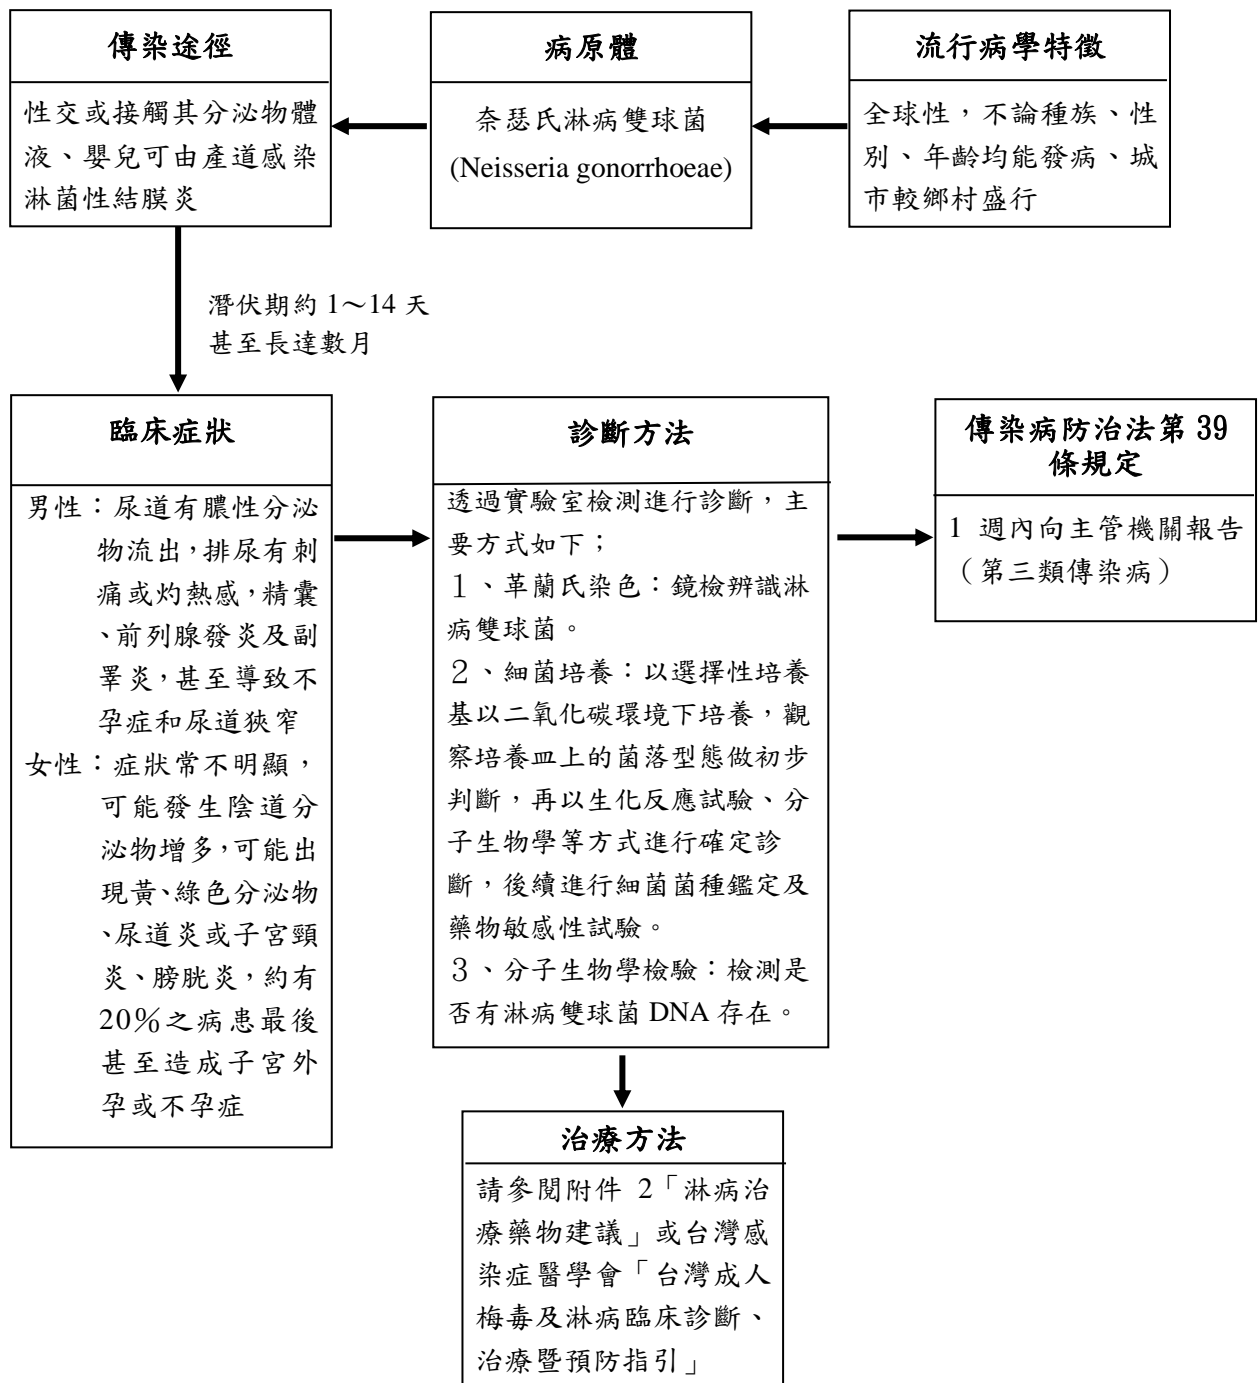 流行病學特徵
全球性，不論種族、性
別、年齡均能發病、城
市較鄉村盛行
病原體
奈瑟氏淋病雙球菌
(Neisseria gonorrhoeae)
傳染途徑
性交或接觸其分泌物體
液、嬰兒可由產道感染
淋菌性結膜炎
潛伏期約 1～14 天
甚至長達數月
臨床症狀
男性：尿道有膿性分泌
物流出，排尿有刺
痛或灼熱感，精囊
、前列腺發炎及副
睪炎，甚至導致不
孕症和尿道狹窄
女性：症狀常不明顯，
可能發生陰道分
泌物增多，可能出
現黃、綠色分泌物
、尿道炎或子宮頸
炎、膀胱炎，約有
20%之病患最後
甚至造成子宮外
孕或不孕症
診斷方法
透過實驗室檢測進行診斷，主
要方式如下；
１、革蘭氏染色：鏡檢辨識淋
病雙球菌。
２、細菌培養：以選擇性培養
基以二氧化碳環境下培養，觀
察培養皿上的菌落型態做初步
判斷，再以生化反應試驗、分
子生物學等方式進行確定診
斷，後續進行細菌菌種鑑定及
藥物敏感性試驗。
３、分子生物學檢驗：檢測是
否有淋病雙球菌 DNA 存在。
傳染病防治法第 39
條規定
1 週內向主管機關報告
（第三類傳染病）
治療方法
請參閱附件 2「淋病治
療藥物建議」或台灣感
染症醫學會「台灣成人
梅毒及淋病臨床診斷、
治療暨預防指引」